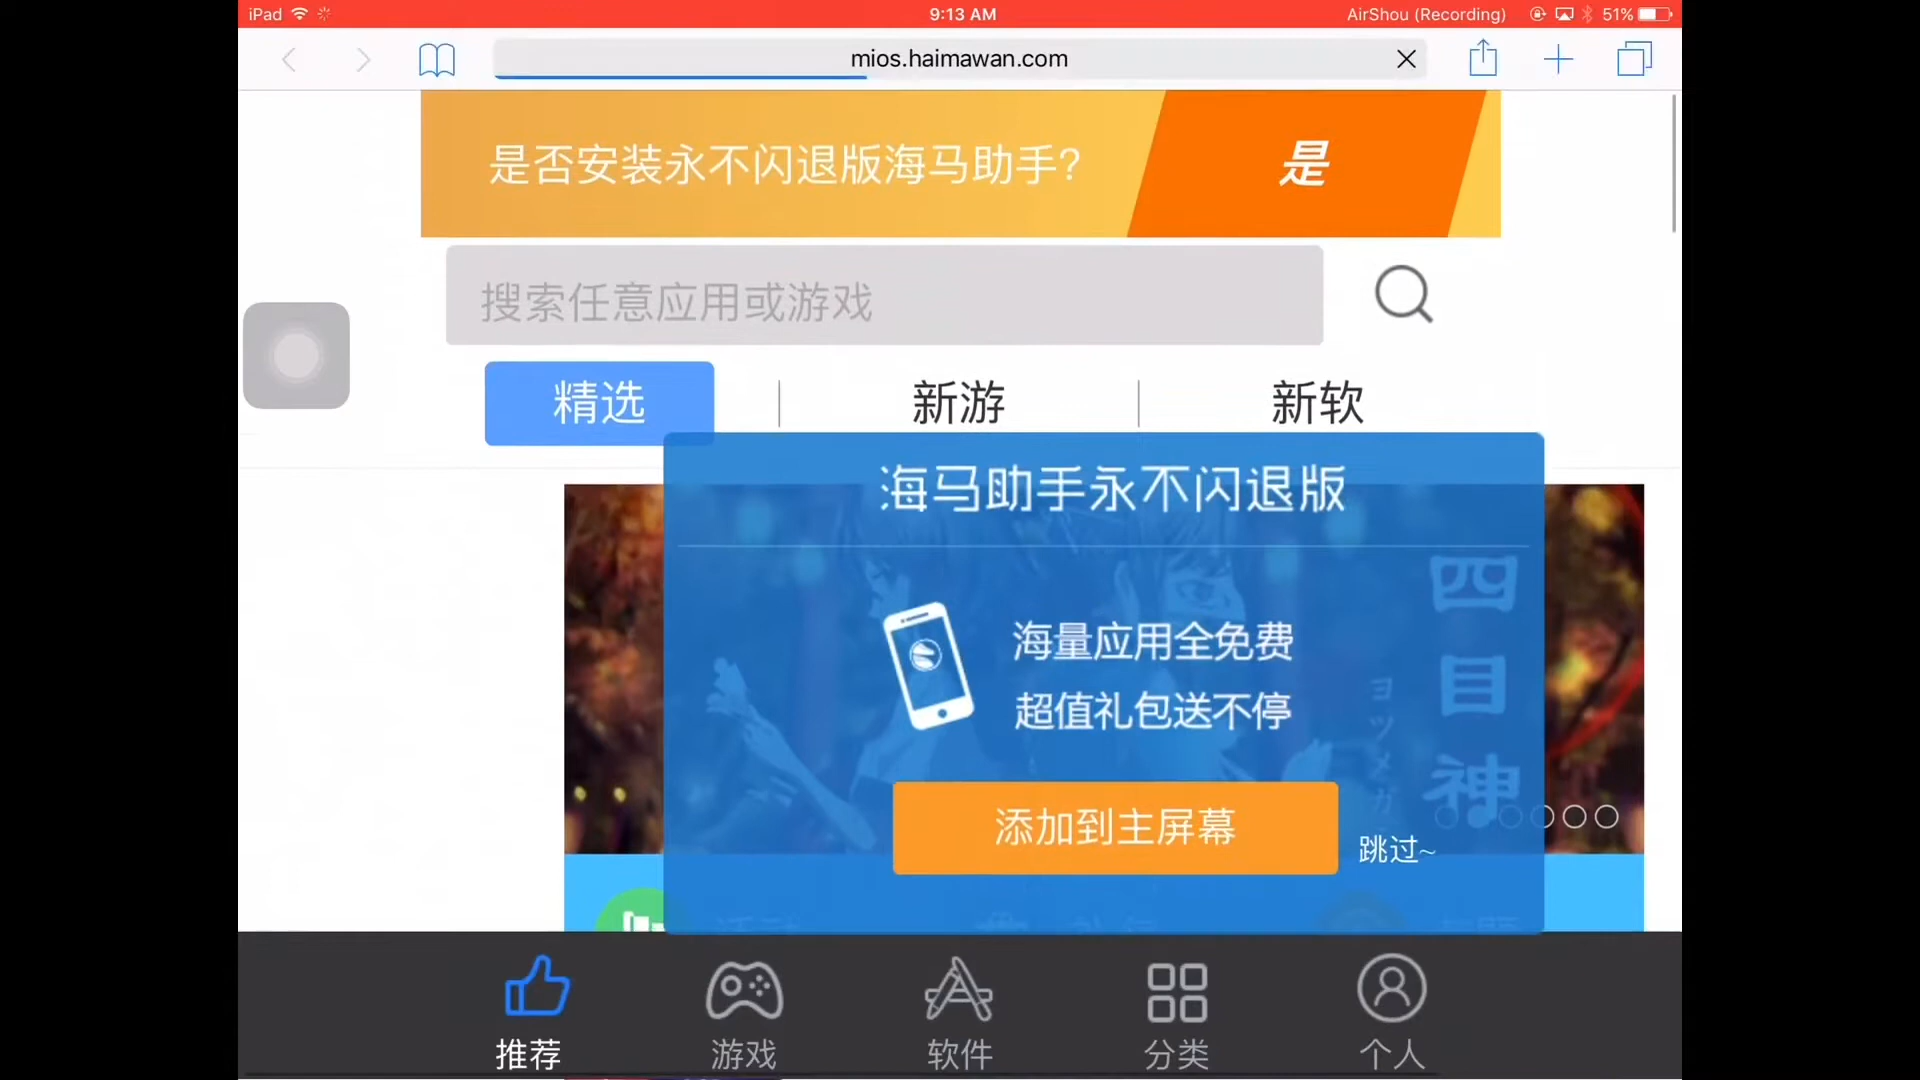 iPad 9:13 AM AirShou (Recording) 51%
mios.haimawan.com
是否安装永不闪退版海马助手? 是
搜索任意应用或游戏
精选 新游 新软
海马助手永不闪退版
四目神
ヨツメガ
海量应用全免费
超值礼包送不停
添加到主屏幕 跳过~
推荐 游戏 软件 分类 个人